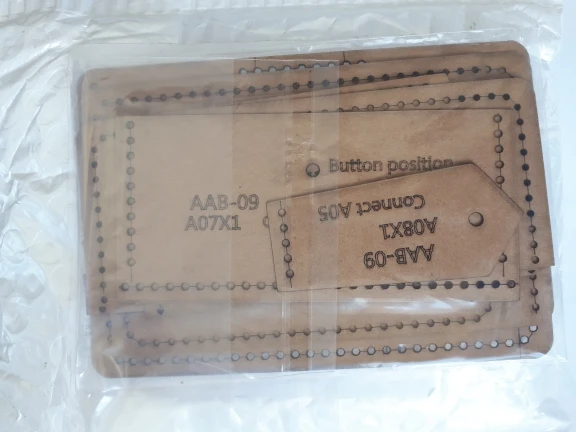 Button position
AAB-09
A07X1
AAB-09
A08X1
Connect A05